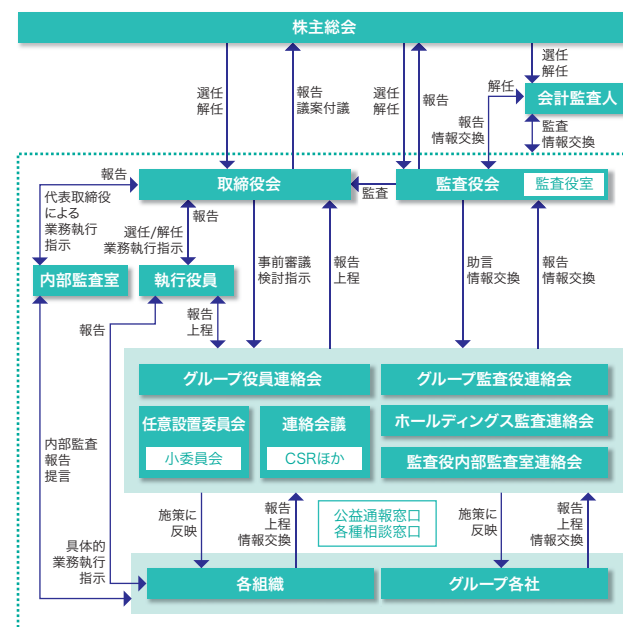 株主総会
選任
解任
報告
議案付議
選任
解任
報告
選任
解任
解任
会計監査人
報告
情報交換
監査
情報交換
報告
取締役会
監査
監査役会
監査役室
代表取締役
による
業務執行
指示
報告
選任/解任
業務執行指示
内部監査室
執行役員
事前審議
検討指示
報告
上程
助言
情報交換
報告
情報交換
報告
報告
上程
グループ役員連絡会
グループ監査役連絡会
任意設置委員会
小委員会
連絡会議
CSRほか
ホールディングス監査連絡会
監査役内部監査室連絡会
内部監査
報告
提言
施策に
反映
報告
上程
情報交換
公益通報窓口
各種相談窓口
施策に
反映
報告
上程
情報交換
具体的
業務執行
指示
各組織
グループ各社